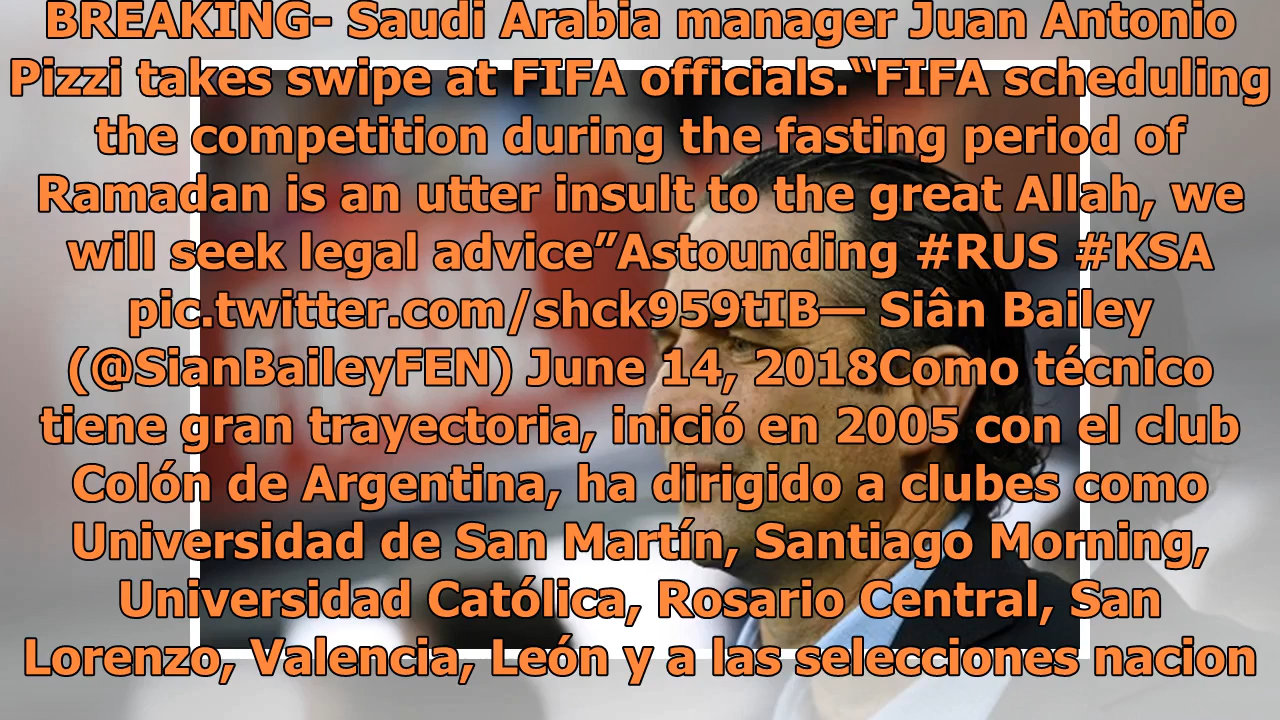 BREAKING- Saudi Arabia manager Juan Antonio
Pizzi takes swipe at FIFA officials.“FIFA scheduling
the competition during the fasting period of
Ramadan is an utter insult to the great Allah, we
will seek legal advice”Astounding #RUS #KSA
pic.twitter.com/shck959tIB— Siân Bailey
(@SianBaileyFEN) June 14, 2018Como técnico
tiene gran trayectoria, inició en 2005 con el club
Colón de Argentina, ha dirigido a clubes como
Universidad de San Martín, Santiago Morning,
Universidad Católica, Rosario Central, San
Lorenzo, Valencia, León y a las selecciones nacion